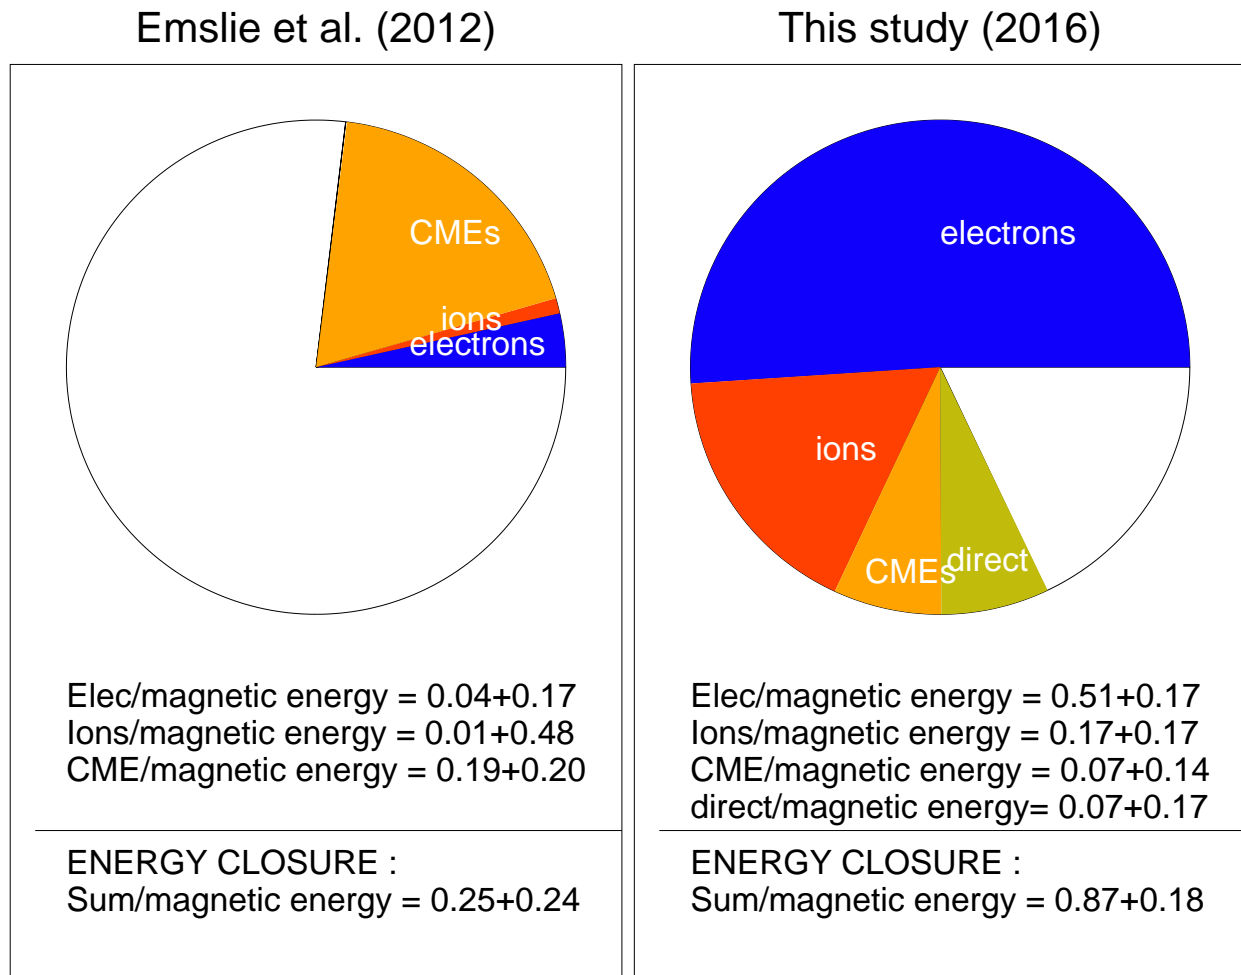 Emslie et al. (2012)
CMEs
ions
electrons
Elec/magnetic energy = 0.04+0.17
Ions/magnetic energy = 0.01+0.48
CME/magnetic energy = 0.19+0.20
ENERGY CLOSURE :
Sum/magnetic energy = 0.25+0.24
This study (2016)
electrons
ions
CMEs
direct
Elec/magnetic energy = 0.51+0.17
Ions/magnetic energy = 0.17+0.17
CME/magnetic energy = 0.07+0.14
direct/magnetic energy= 0.07+0.17
ENERGY CLOSURE :
Sum/magnetic energy = 0.87+0.18